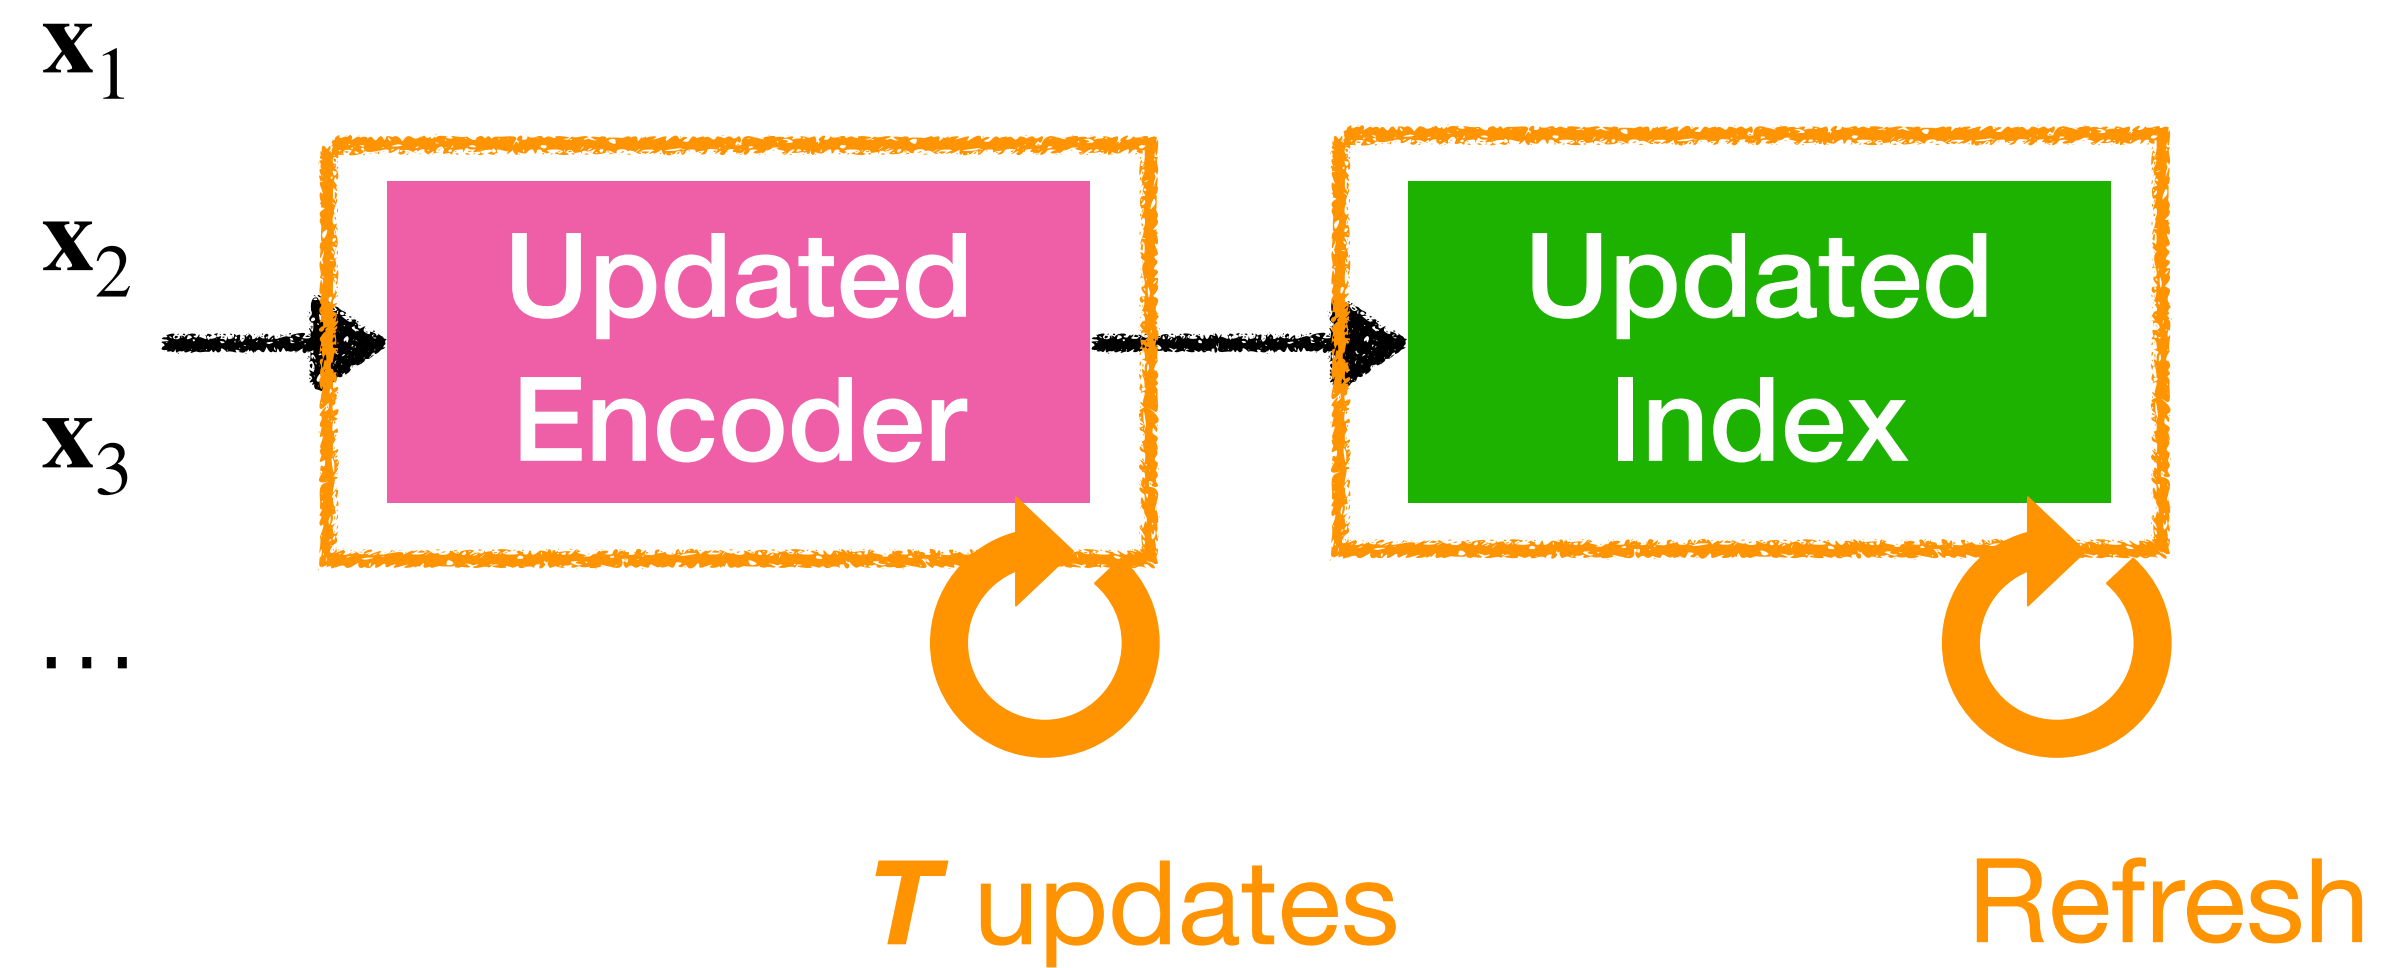 x₁
x₂
x₃
...
Updated
Encoder
Updated
Index
T updates
Refresh